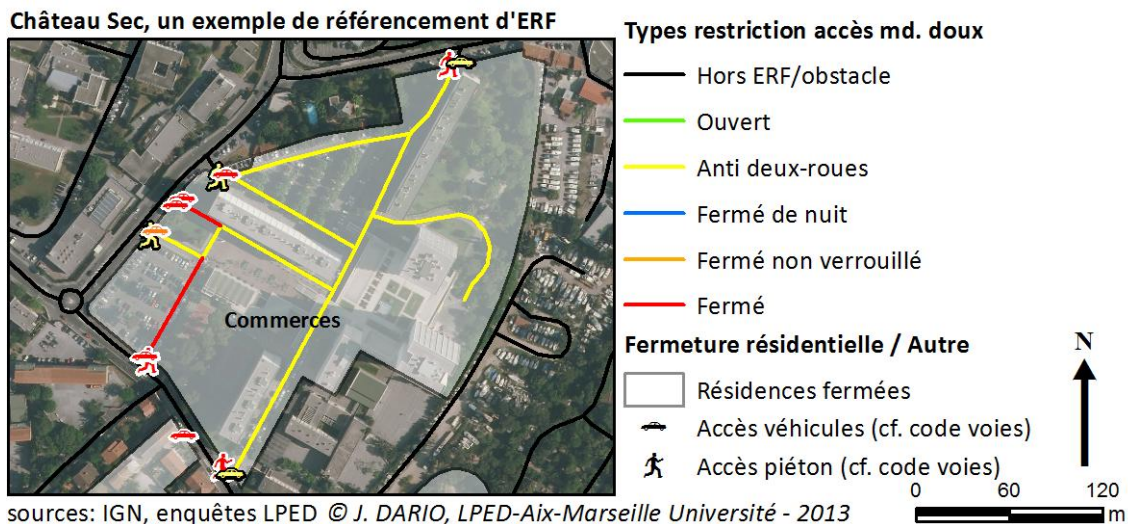 Château Sec, un exemple de référencement d'ERF
Commerces
Types restriction accès md. doux
Hors ERF/obstacle
Ouvert
Anti deux-roues
Fermé de nuit
Fermé non verrouillé
Fermé
Fermeture résidentielle / Autre
Résidences fermées
Accès véhicules (cf. code voies)
Accès piéton (cf. code voies)
N
0 60 120
m
sources: IGN, enquêtes LPED © J. DARIO, LPED-Aix-Marseille Université - 2013